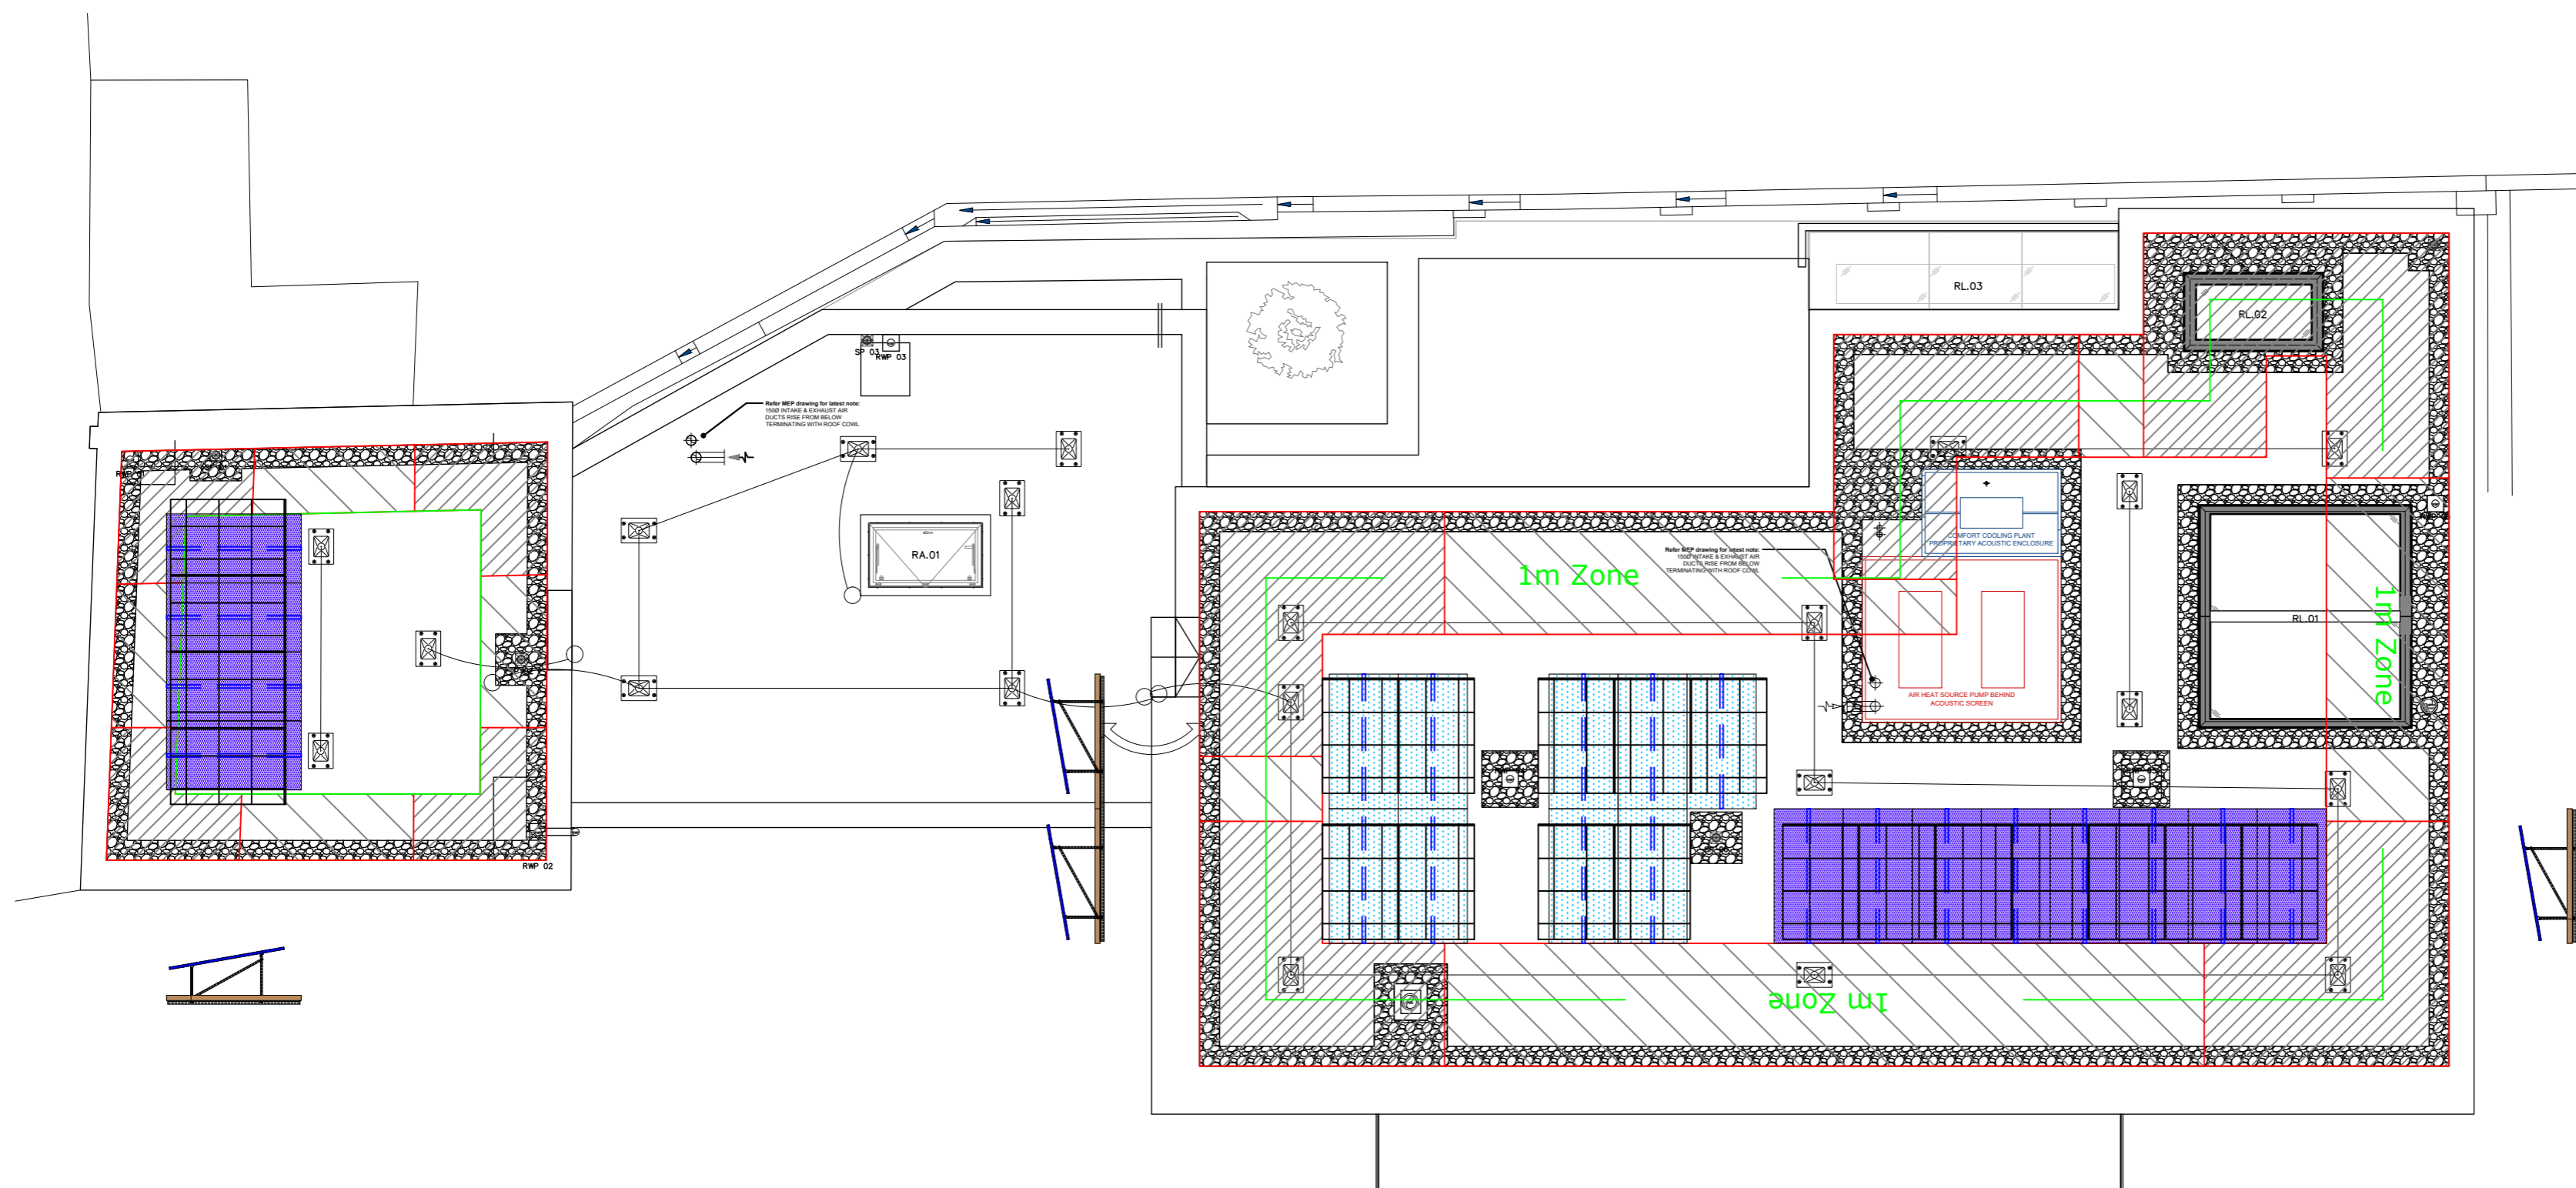 RL.03
RL.02
SP 03
RWP 03
Refer MEP drawing for latest note:
150Ø INTAKE & EXHAUST AIR
DUCTS RISE FROM BELOW
TERMINATING WITH ROOF COWL
RWP 01
RA.01
COMFORT COOLING PLANT
PROPRIETARY ACOUSTIC ENCLOSURE
Refer MEP drawing for latest note:
150Ø INTAKE & EXHAUST AIR
DUCTS RISE FROM BELOW
TERMINATING WITH ROOF COWL
1m Zone
RL.01
1m Zone
AIR HEAT SOURCE PUMP BEHIND
ACOUSTIC SCREEN
RWP 02
1m Zone